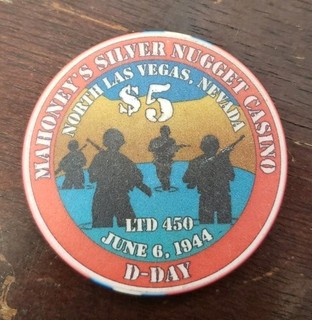 MAHONEY'S SILVER NUGGET CASINO
NORTH LAS VEGAS, NEVADA
$5
LTD 450
JUNE 6, 1944
D-DAY